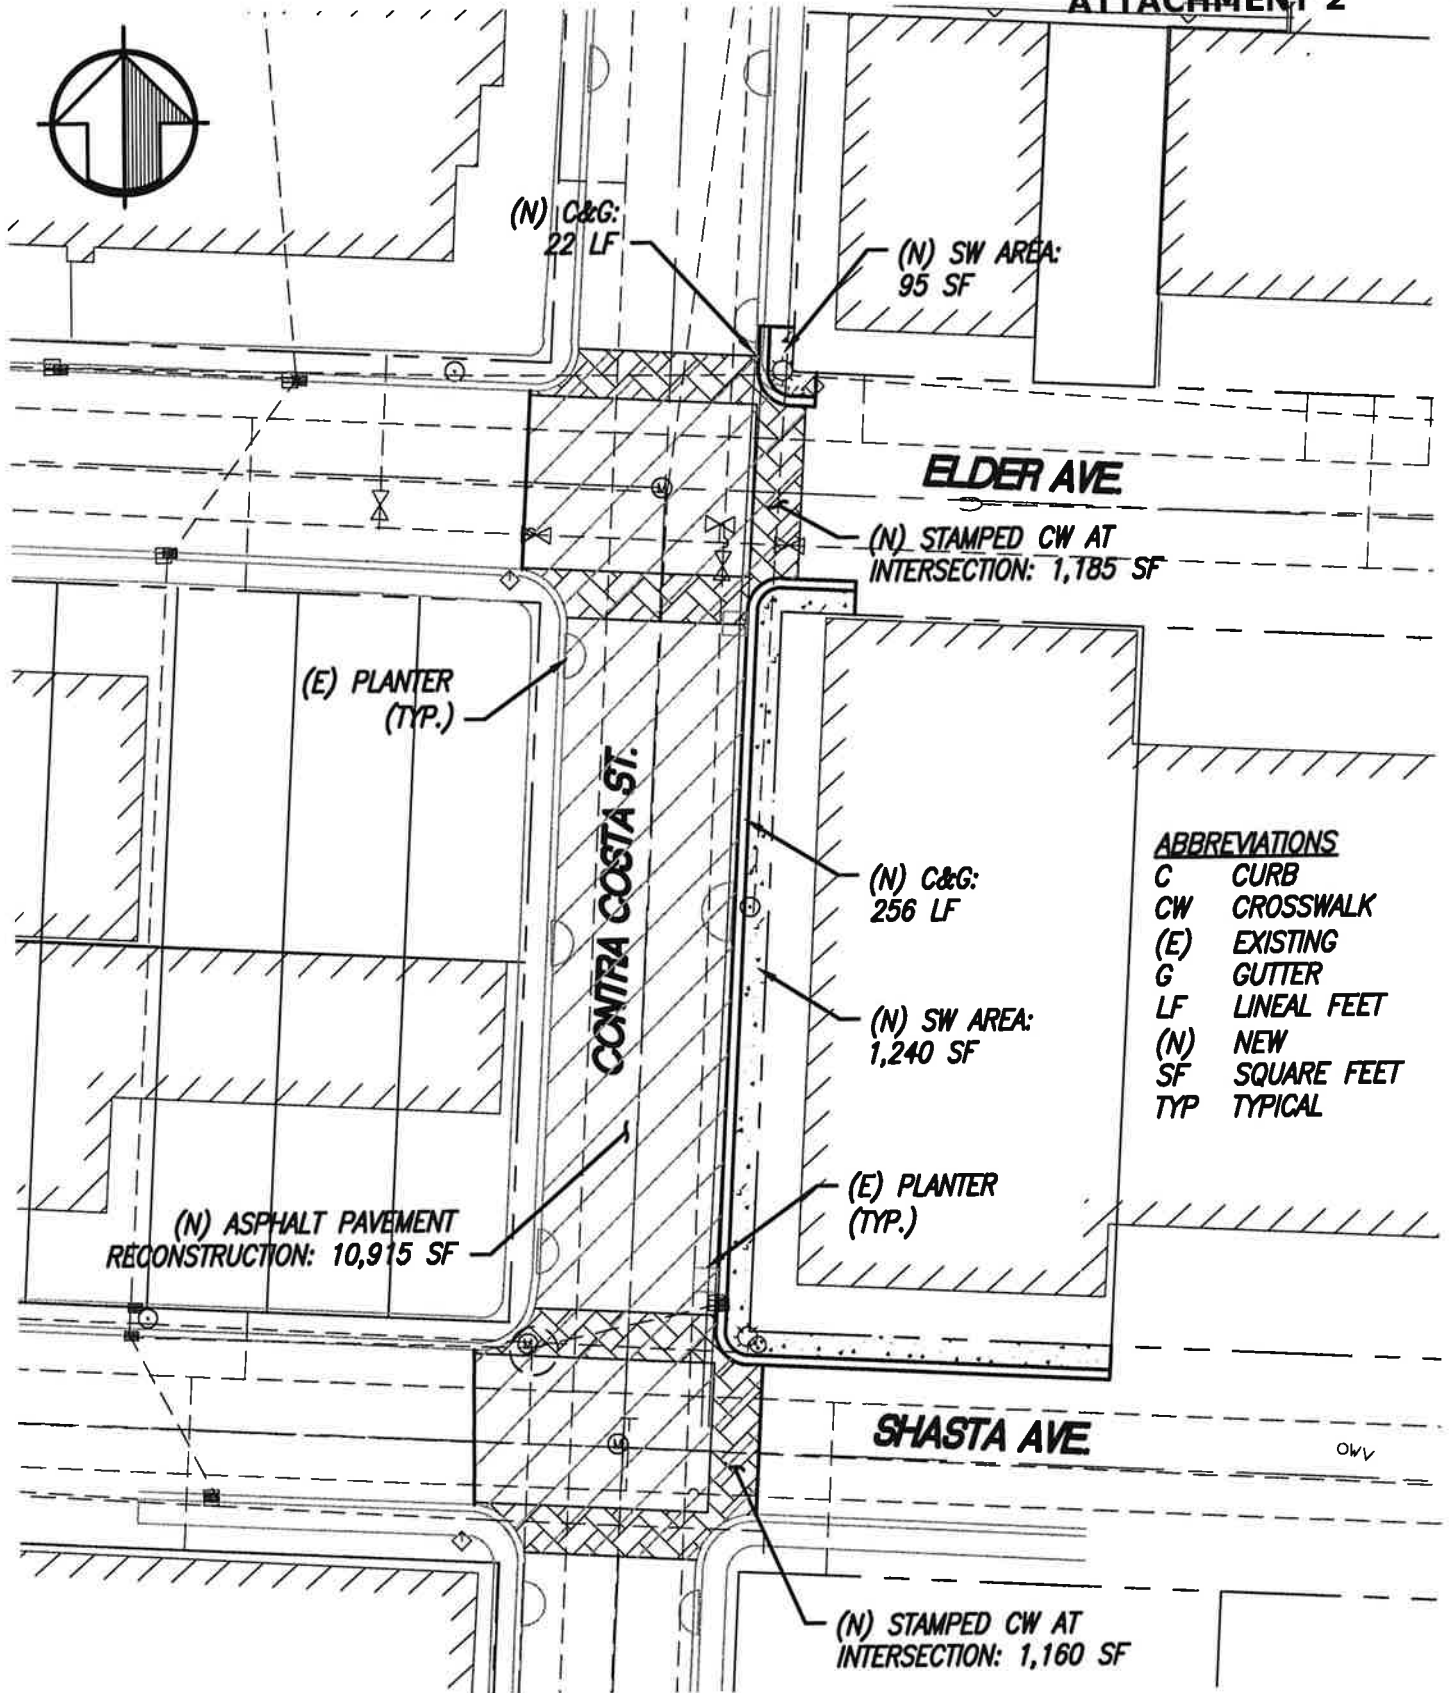 ATTACHMENT 2
(N) C&G:
22 LF
(N) SW AREA:
95 SF
ELDER AVE.
(N) STAMPED CW AT
INTERSECTION: 1,185 SF
(E) PLANTER
(TYP.)
CONTRA COSTA ST.
ABBREVIATIONS
C CURB
CW CROSSWALK
(E) EXISTING
G GUTTER
LF LINEAL FEET
(N) NEW
SF SQUARE FEET
TYP TYPICAL
(N) C&G:
256 LF
(N) SW AREA:
1,240 SF
(E) PLANTER
(TYP.)
(N) ASPHALT PAVEMENT
RECONSTRUCTION: 10,915 SF
SHASTA AVE.
(N) STAMPED CW AT
INTERSECTION: 1,160 SF
M
M
M